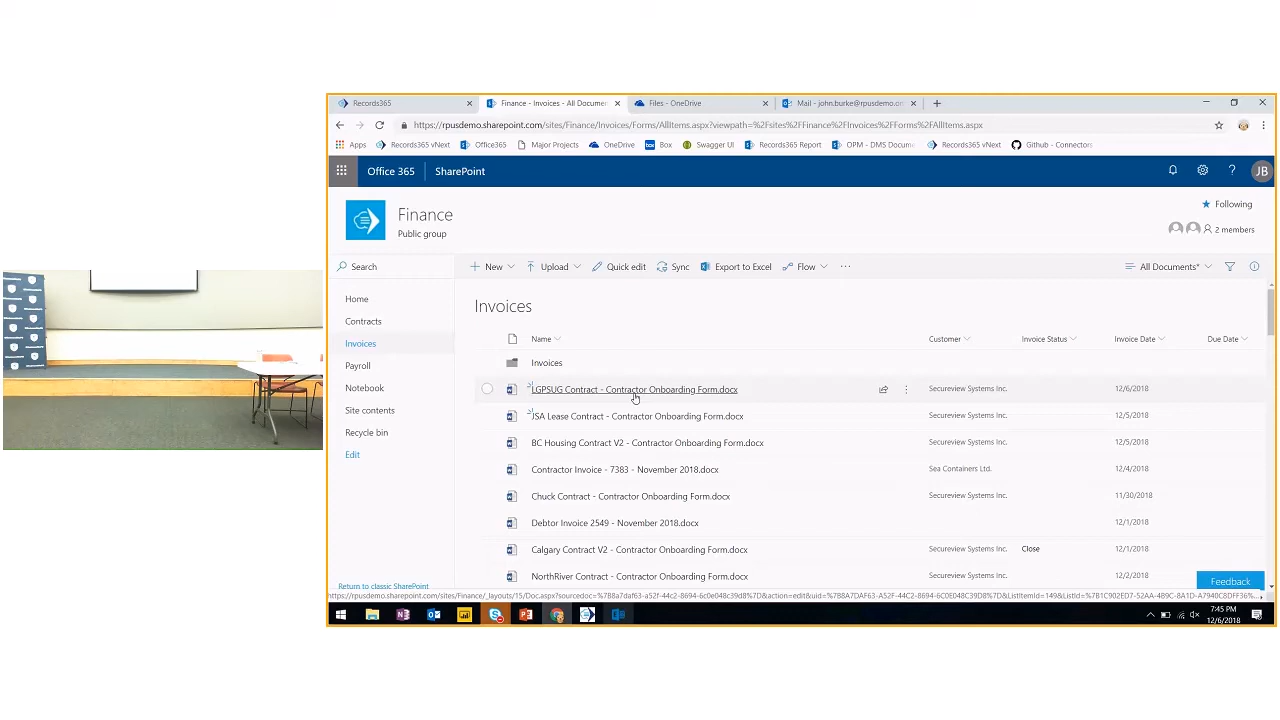 Records365
Finance - Invoices - All Documen
Files - OneDrive
Mail - john.burke@rpusdemo.on
https://rpusdemo.sharepoint.com/sites/Finance/Invoices/Forms/AllItems.aspx?viewpath=%2Fsites%2FFinance%2FInvoices%2FForms%2FAllItems.aspx
Apps
Records365 vNext
Office365
Major Projects
OneDrive
Box
Swagger UI
Records365 Report
OPM - DMS Docum
Records365 vNext
Github - Connectors
Office 365
SharePoint
JB
Finance
Public group
Following
2 members
Search
New
Upload
Quick edit
Sync
Export to Excel
Flow
All Documents*
Home
Contracts
Invoices
Payroll
Notebook
Site contents
Recycle bin
Edit
Return to classic SharePoint
Invoices
Name Customer Invoice Status Invoice Date Due Date
Invoices
LGPSUG Contract - Contractor Onboarding Form.docx Secureview Systems Inc. 12/6/2018
JSA Lease Contract - Contractor Onboarding Form.docx Secureview Systems Inc. 12/5/2018
BC Housing Contract V2 - Contractor Onboarding Form.docx Secureview Systems Inc. 12/5/2018
Contractor Invoice - 7383 - November 2018.docx Sea Containers Ltd. 12/4/2018
Chuck Contract - Contractor Onboarding Form.docx Secureview Systems Inc. 11/30/2018
Debtor Invoice 2549 - November 2018.docx 12/1/2018
Calgary Contract V2 - Contractor Onboarding Form.docx Secureview Systems Inc. Close 12/1/2018
NorthRiver Contract - Contractor Onboarding Form.docx Secureview Systems Inc. 12/2/2018
Feedback
7:45 PM
12/6/2018